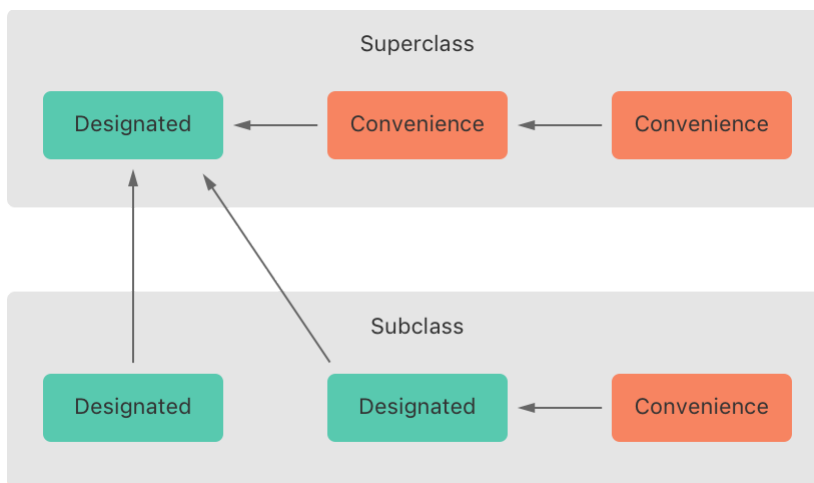 Superclass
Designated
Convenience
Convenience
Subclass
Designated
Designated
Convenience